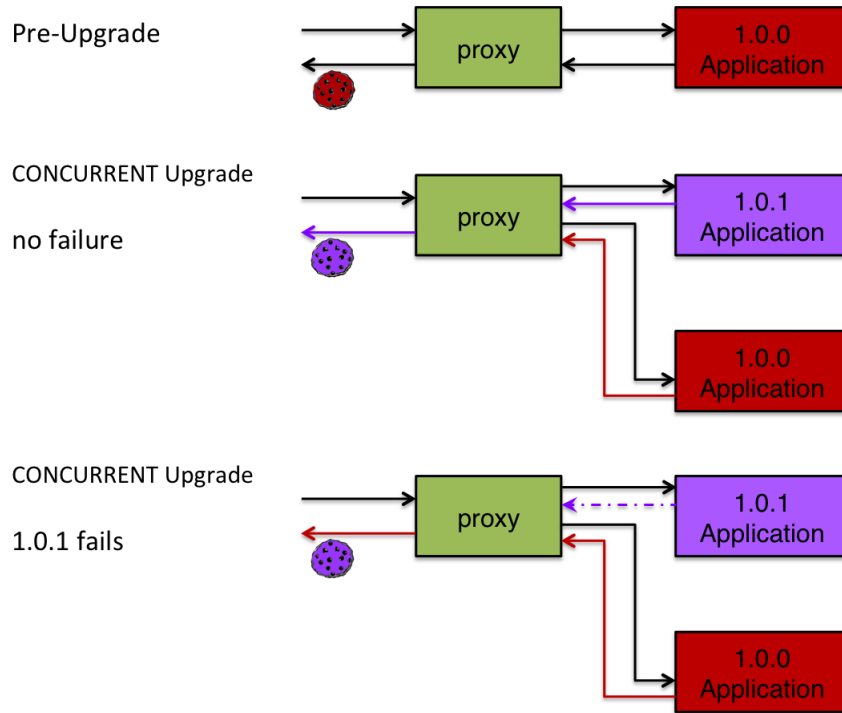 Pre-Upgrade
proxy
1.0.0
Application
CONCURRENT Upgrade
no failure
proxy
1.0.1
Application
1.0.0
Application
CONCURRENT Upgrade
1.0.1 fails
proxy
1.0.1
Application
1.0.0
Application